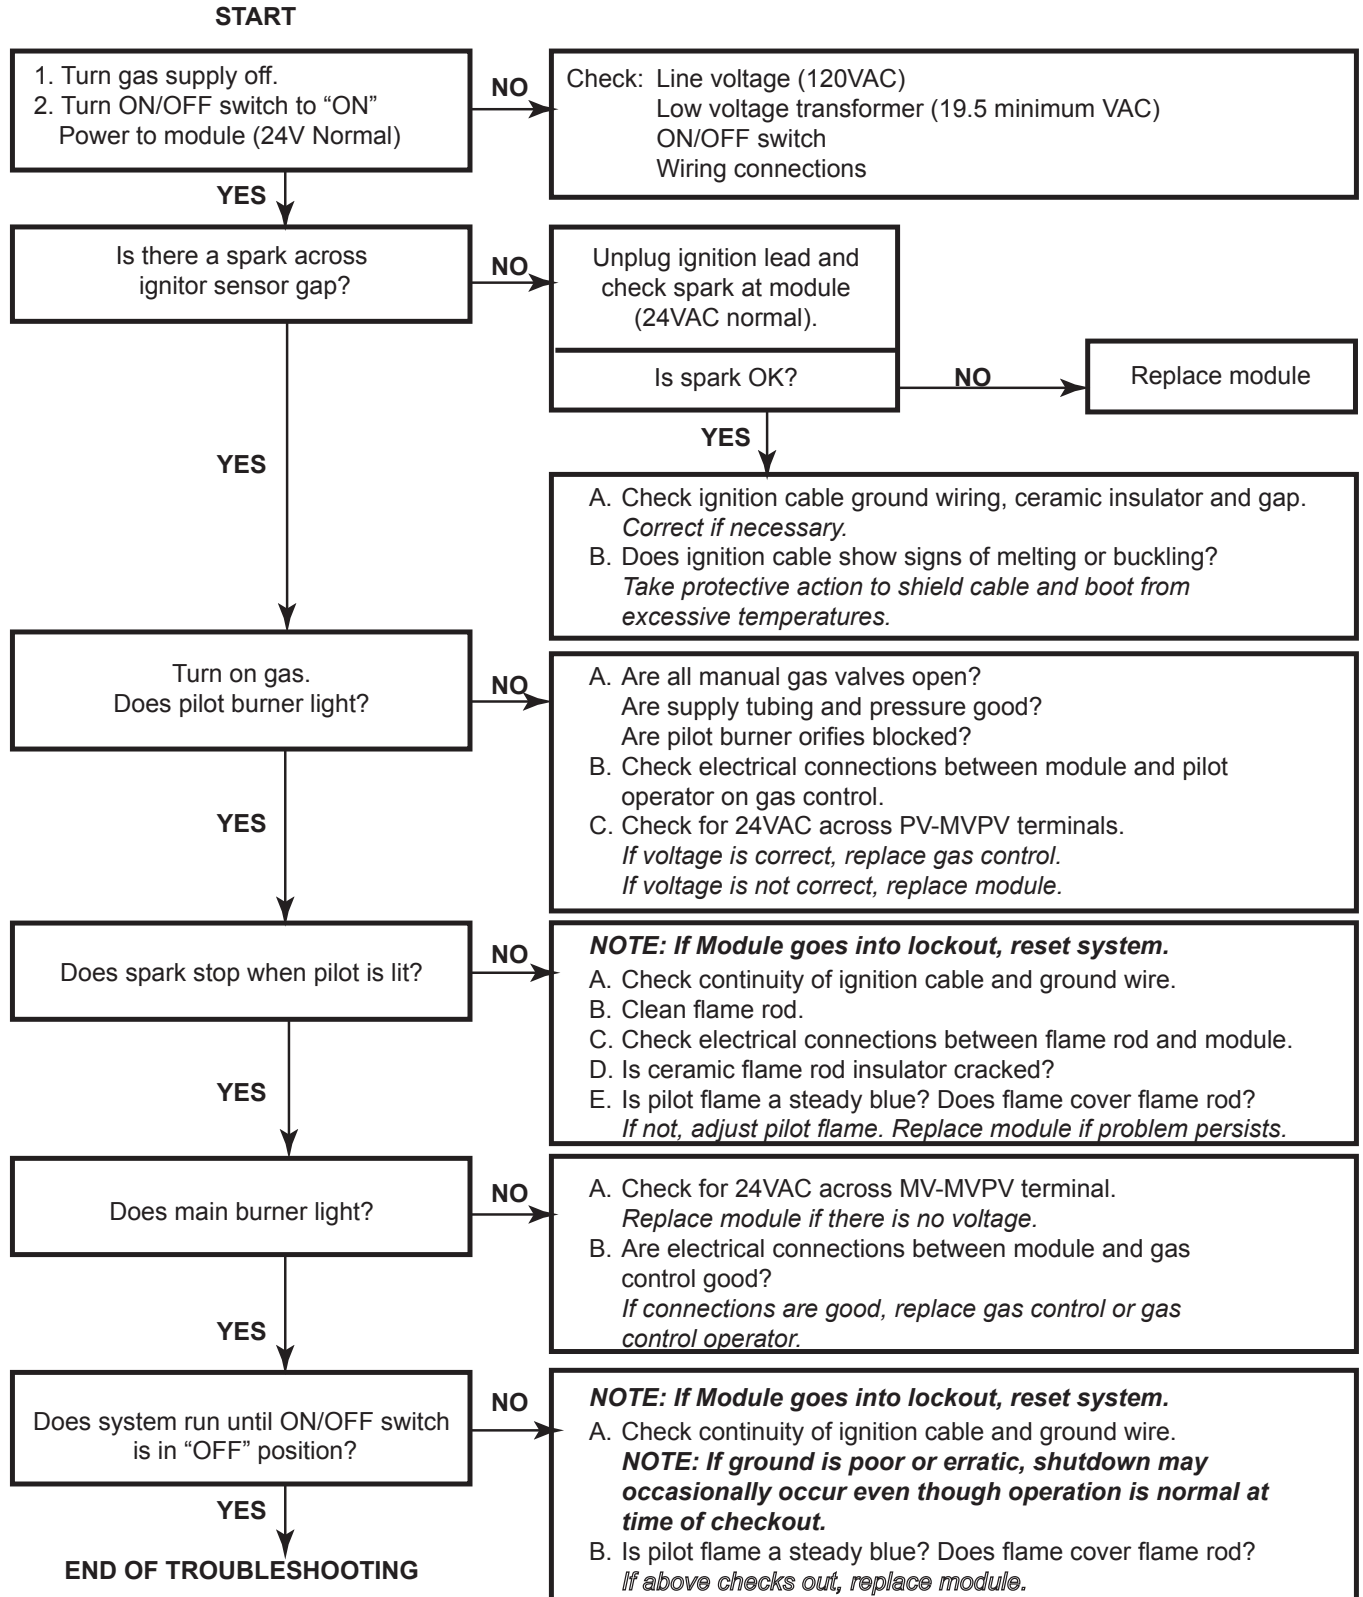 START
1. Turn gas supply off.
2. Turn ON/OFF switch to “ON”
Power to module (24V Normal)
NO
Check: Line voltage (120VAC)
Low voltage transformer (19.5 minimum VAC)
ON/OFF switch
Wiring connections
YES
Is there a spark across
ignitor sensor gap?
NO
Unplug ignition lead and
check spark at module
(24VAC normal).
Is spark OK?
NO
Replace module
YES
YES
A. Check ignition cable ground wiring, ceramic insulator and gap.
Correct if necessary.
B. Does ignition cable show signs of melting or buckling?
Take protective action to shield cable and boot from
excessive temperatures.
Turn on gas.
Does pilot burner light?
NO
A. Are all manual gas valves open?
Are supply tubing and pressure good?
Are pilot burner orifies blocked?
B. Check electrical connections between module and pilot
operator on gas control.
C. Check for 24VAC across PV-MVPV terminals.
If voltage is correct, replace gas control.
If voltage is not correct, replace module.
YES
Does spark stop when pilot is lit?
NO
NOTE: If Module goes into lockout, reset system.
A. Check continuity of ignition cable and ground wire.
B. Clean flame rod.
C. Check electrical connections between flame rod and module.
D. Is ceramic flame rod insulator cracked?
E. Is pilot flame a steady blue? Does flame cover flame rod?
If not, adjust pilot flame. Replace module if problem persists.
YES
Does main burner light?
NO
A. Check for 24VAC across MV-MVPV terminal.
Replace module if there is no voltage.
B. Are electrical connections between module and gas
control good?
If connections are good, replace gas control or gas
control operator.
YES
Does system run until ON/OFF switch
is in “OFF” position?
NO
NOTE: If Module goes into lockout, reset system.
A. Check continuity of ignition cable and ground wire.
NOTE: If ground is poor or erratic, shutdown may
occasionally occur even though operation is normal at
time of checkout.
B. Is pilot flame a steady blue? Does flame cover flame rod?
If above checks out, replace module.
YES
END OF TROUBLESHOOTING